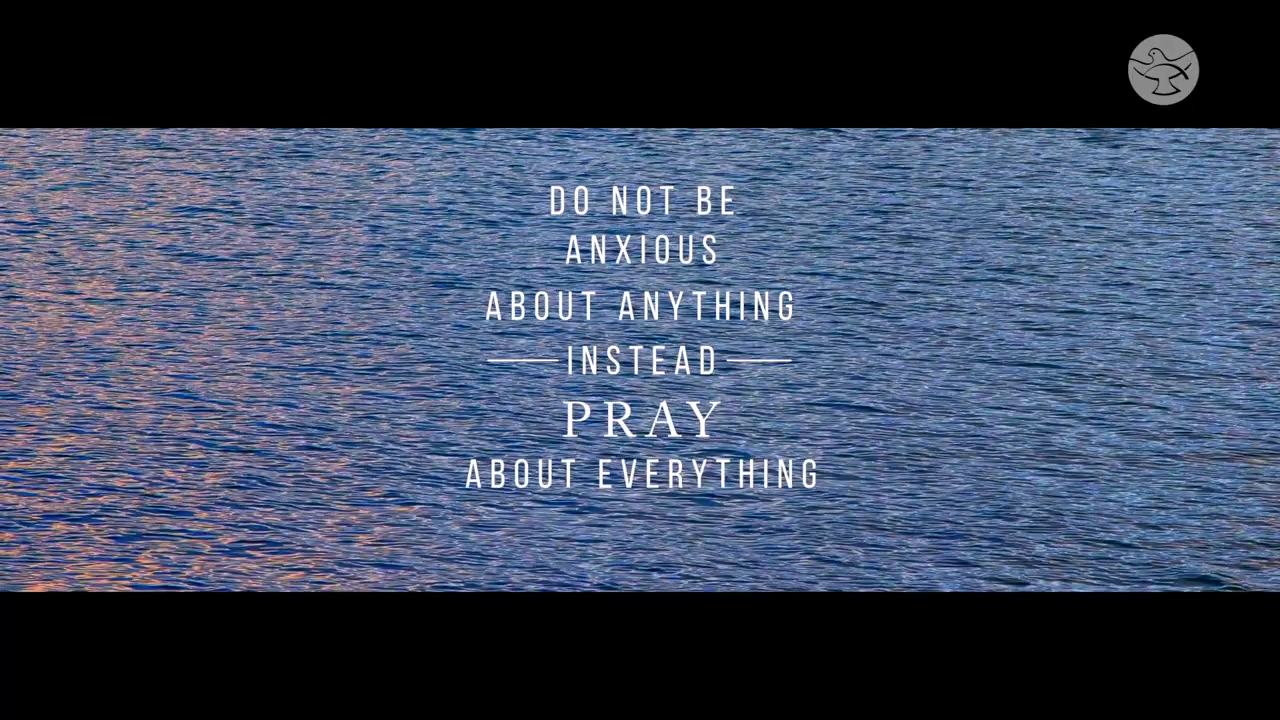 DO NOT BE
ANXIOUS
ABOUT ANYTHING
INSTEAD
PRAY
ABOUT EVERYTHING